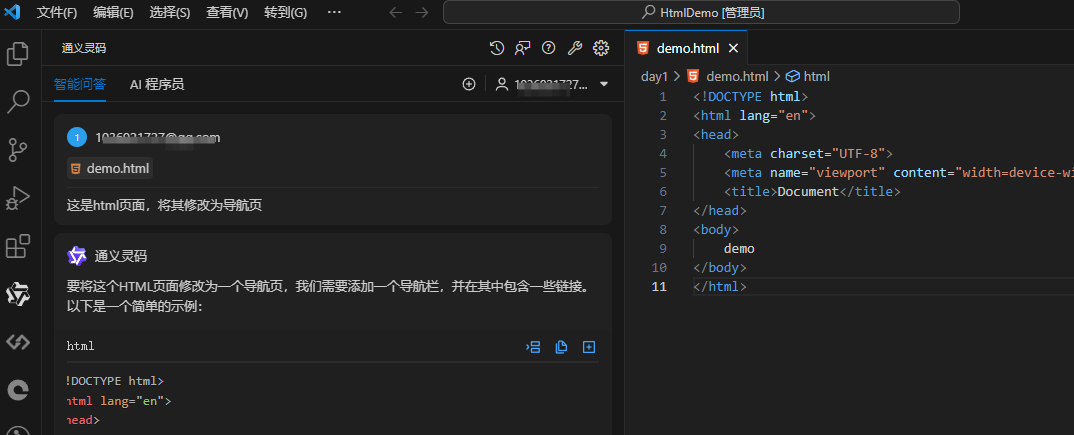 文件(F) 编辑(E) 选择(S) 查看(V) 转到(G) ··· HtmlDemo [管理员]
通义灵码
智能问答 AI 程序员
1
demo.html
这是html页面，将其修改为导航页
通义灵码
要将这个HTML页面修改为一个导航页，我们需要添加一个导航栏，并在其中包含一些链接。
以下是一个简单的示例：
html
!DOCTYPE html>
html lang="en">
head>
demo.html
day1 > demo.html > html
1 <!DOCTYPE html>
2 <html lang="en">
3 <head>
4 <meta charset="UTF-8">
5 <meta name="viewport" content="width=device-wi
6 <title>Document</title>
7 </head>
8 <body>
9 demo
10 </body>
11 </html>